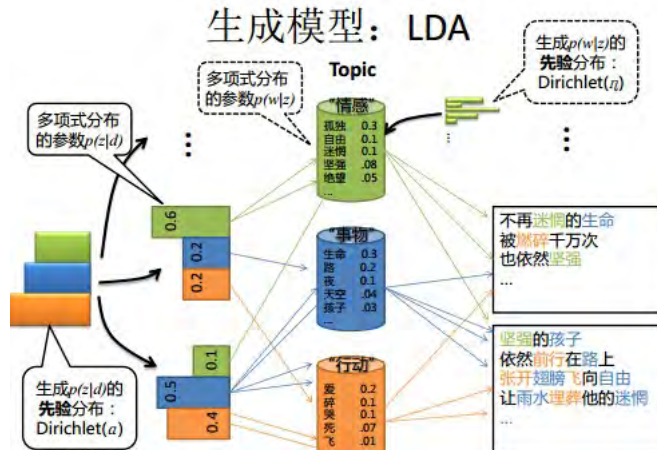 生成模型：LDA
Topic
多项式分布
的参数p(z|d)
多项式分布
的参数p(w|z)
生成p(w|z)的
先验分布：
Dirichlet(η)
...
...
...
"情感"
孤独 0.3
自由 0.1
迷惘 0.1
坚强 .08
绝望 .05
...
0.6
0.2
0.2
"事物"
生命 0.3
路 0.2
夜 0.1
天空 .04
孩子 .03
...
不再迷惘的生命
被燃碎千万次
也依然坚强
...
0.1
0.5
0.4
"行动"
爱 0.2
碎 0.1
哭 0.1
死 .07
飞 .01
坚强的孩子
依然前行在路上
张开翅膀飞向自由
让雨水埋葬他的迷惘
...
生成p(z|d)的
先验分布：
Dirichlet(a)